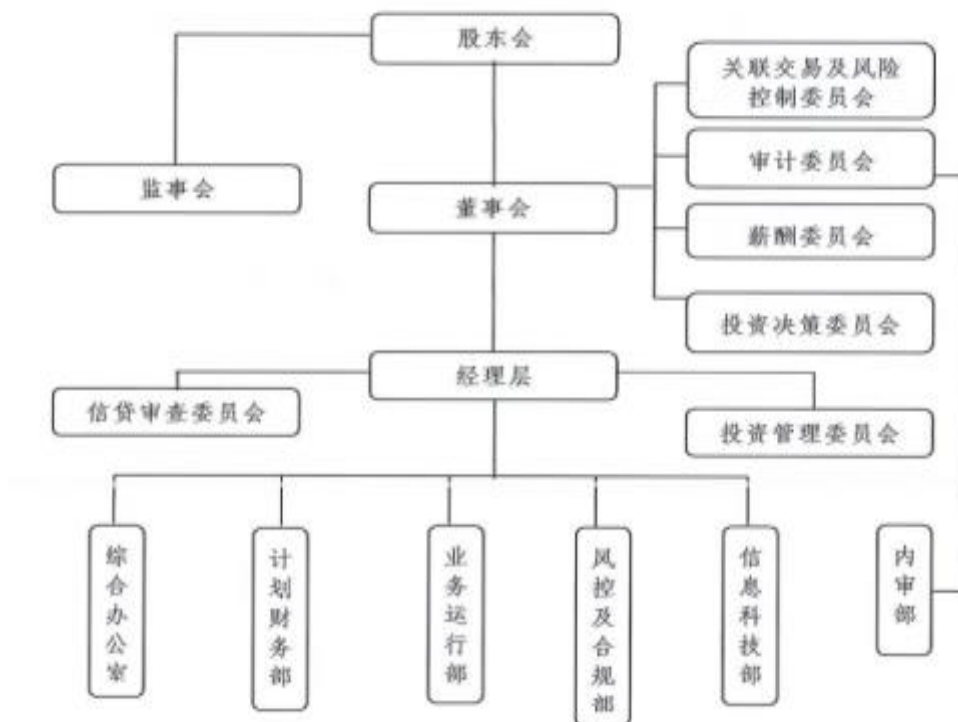 股东会
关联交易及风险
控制委员会
审计委员会
监事会
董事会
薪酬委员会
投资决策委员会
经理层
信贷审查委员会
投资管理委员会
综合办公室
计划财务部
业务运行部
风控及合规部
信息科技部
内审部